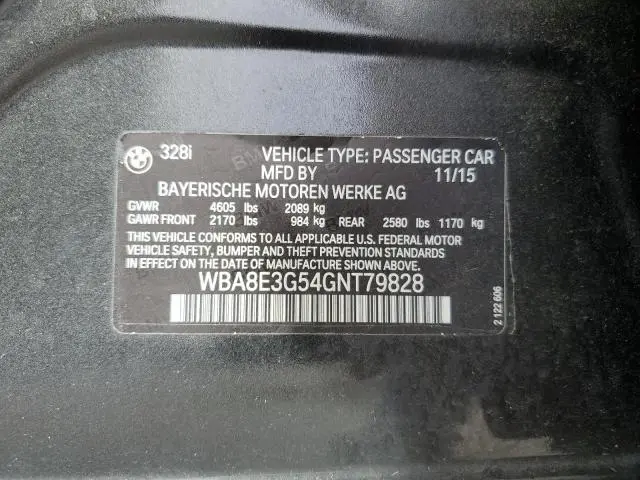 328i VEHICLE TYPE: PASSENGER CAR
MFD BY 11/15
BAYERISCHE MOTOREN WERKE AG
GVWR 4605 lbs 2089 kg
GAWR FRONT 2170 lbs 984 kg REAR 2580 lbs 1170 kg
THIS VEHICLE CONFORMS TO ALL APPLICABLE U.S. FEDERAL MOTOR
VEHICLE SAFETY, BUMPER AND THEFT PREVENTION STANDARDS
IN EFFECT ON THE DATE OF MANUFACTURE SHOWN ABOVE.
WBA8E3G54GNT79828
2 122 606